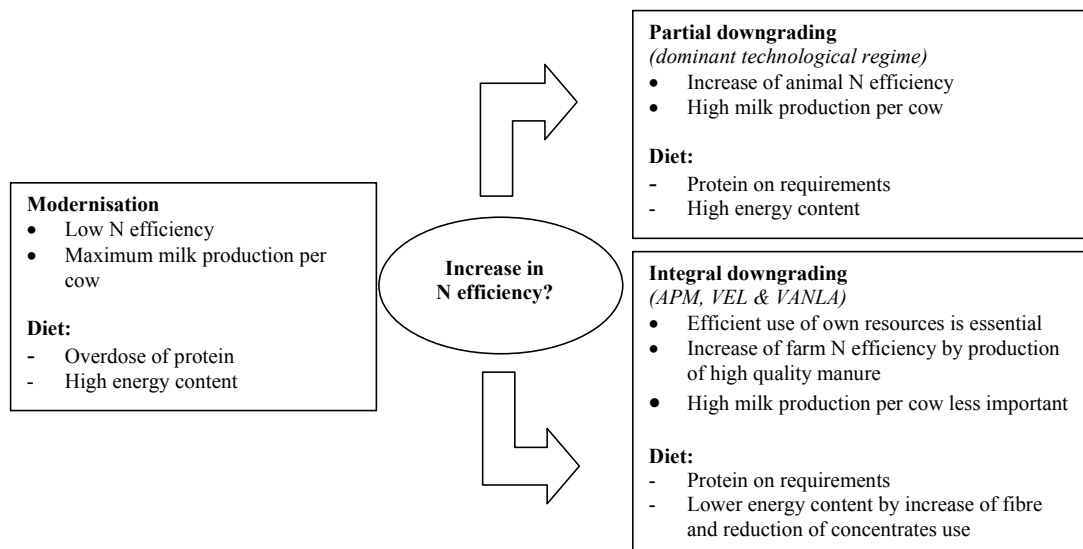 Modernisation
• Low N efficiency
• Maximum milk production per
cow
Diet:
- Overdose of protein
- High energy content
Increase in
N efficiency?
Partial downgrading
(dominant technological regime)
• Increase of animal N efficiency
• High milk production per cow
Diet:
- Protein on requirements
- High energy content
Integral downgrading
(APM, VEL & VANLA)
• Efficient use of own resources is essential
• Increase of farm N efficiency by production
of high quality manure
• High milk production per cow less important
Diet:
- Protein on requirements
- Lower energy content by increase of fibre
and reduction of concentrates use